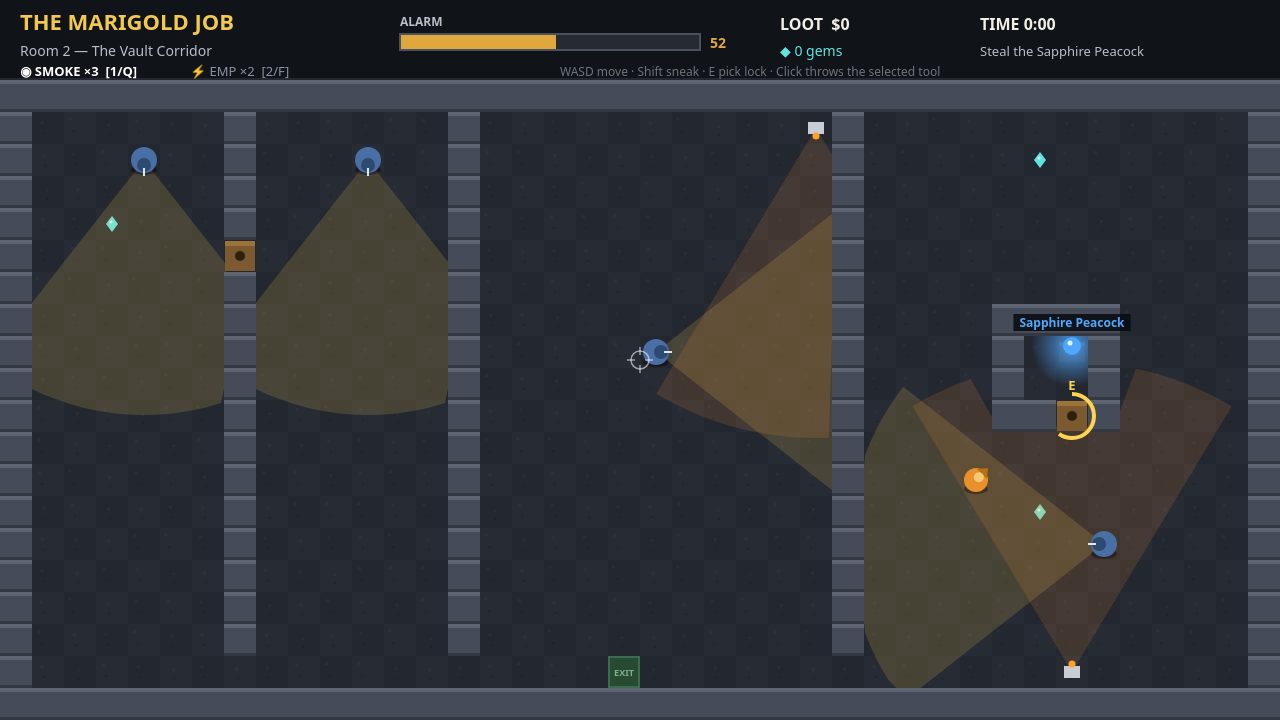 THE MARIGOLD JOB
Room 2 — The Vault Corridor
◉ SMOKE ×3 [1/Q]
⚡ EMP ×2 [2/F]
ALARM
52
LOOT $0
◆ 0 gems
TIME 0:00
Steal the Sapphire Peacock
WASD move · Shift sneak · E pick lock · Click throws the selected tool
Sapphire Peacock
E
EXIT